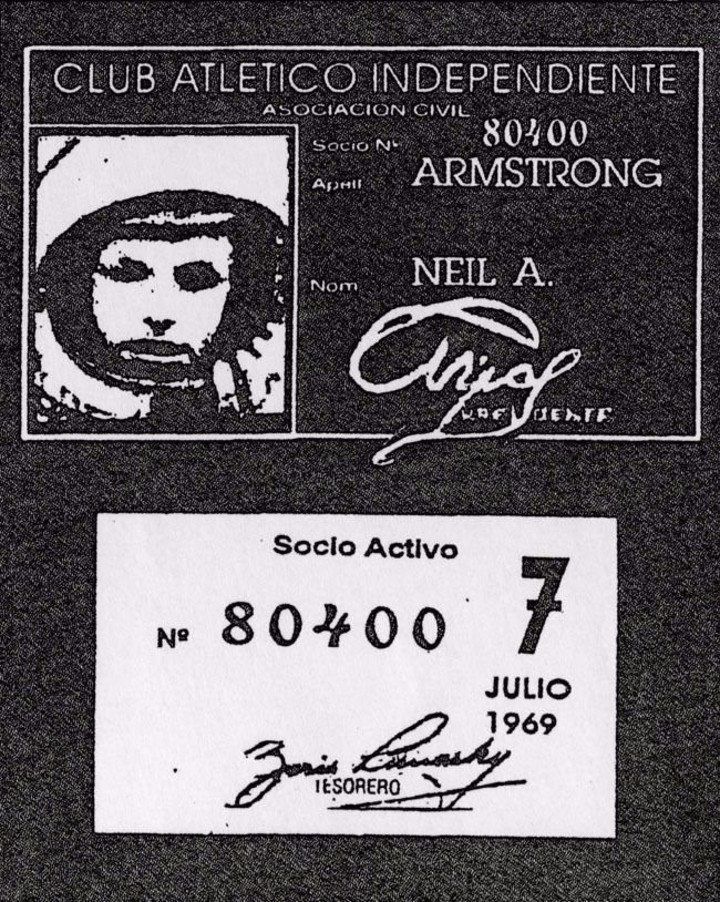 CLUB ATLETICO INDEPENDIENTE
ASOCIACION CIVIL
Socio Nº 80400
Apell ARMSTRONG
Nom NEIL A.
PRESIDENTE
Socio Activo
Nº 80400 7
JULIO
1969
TESORERO